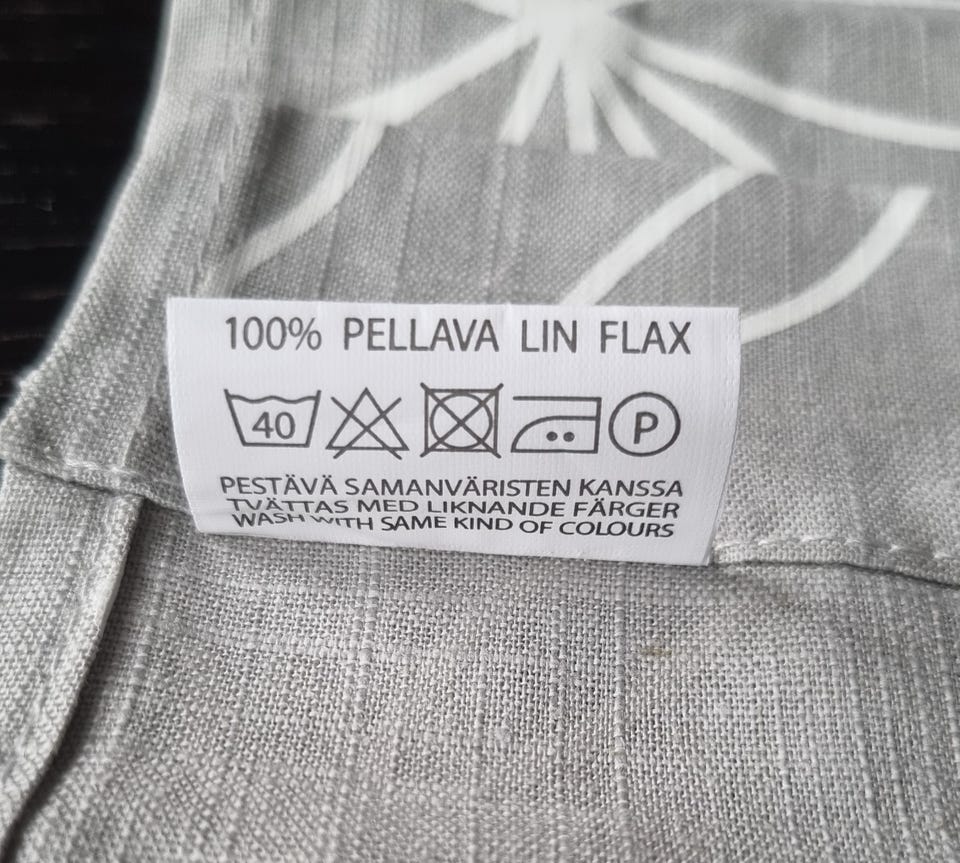 100% PELLAVA LIN FLAX
40 P
PESTÄVÄ SAMANVÄRISTEN KANSSA
TVÄTTAS MED LIKNANDE FÄRGER
WASH WITH SAME KIND OF COLOURS